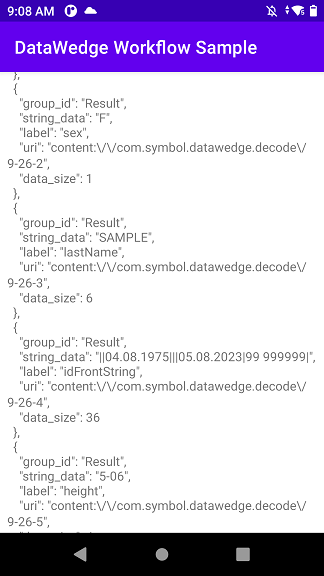 9:08 AM
DataWedge Workflow Sample
},
{
"group_id": "Result",
"string_data": "F",
"label": "sex",
"uri": "content:\/\/com.symbol.datawedge.decode\/
9-26-2",
"data_size": 1
},
{
"group_id": "Result",
"string_data": "SAMPLE",
"label": "lastName",
"uri": "content:\/\/com.symbol.datawedge.decode\/
9-26-3",
"data_size": 6
},
{
"group_id": "Result",
"string_data": "||04.08.1975|||05.08.2023|99 999999|",
"label": "idFrontString",
"uri": "content:\/\/com.symbol.datawedge.decode\/
9-26-4",
"data_size": 36
},
{
"group_id": "Result",
"string_data": "5-06",
"label": "height",
"uri": "content:\/\/com.symbol.datawedge.decode\/
9-26-5",